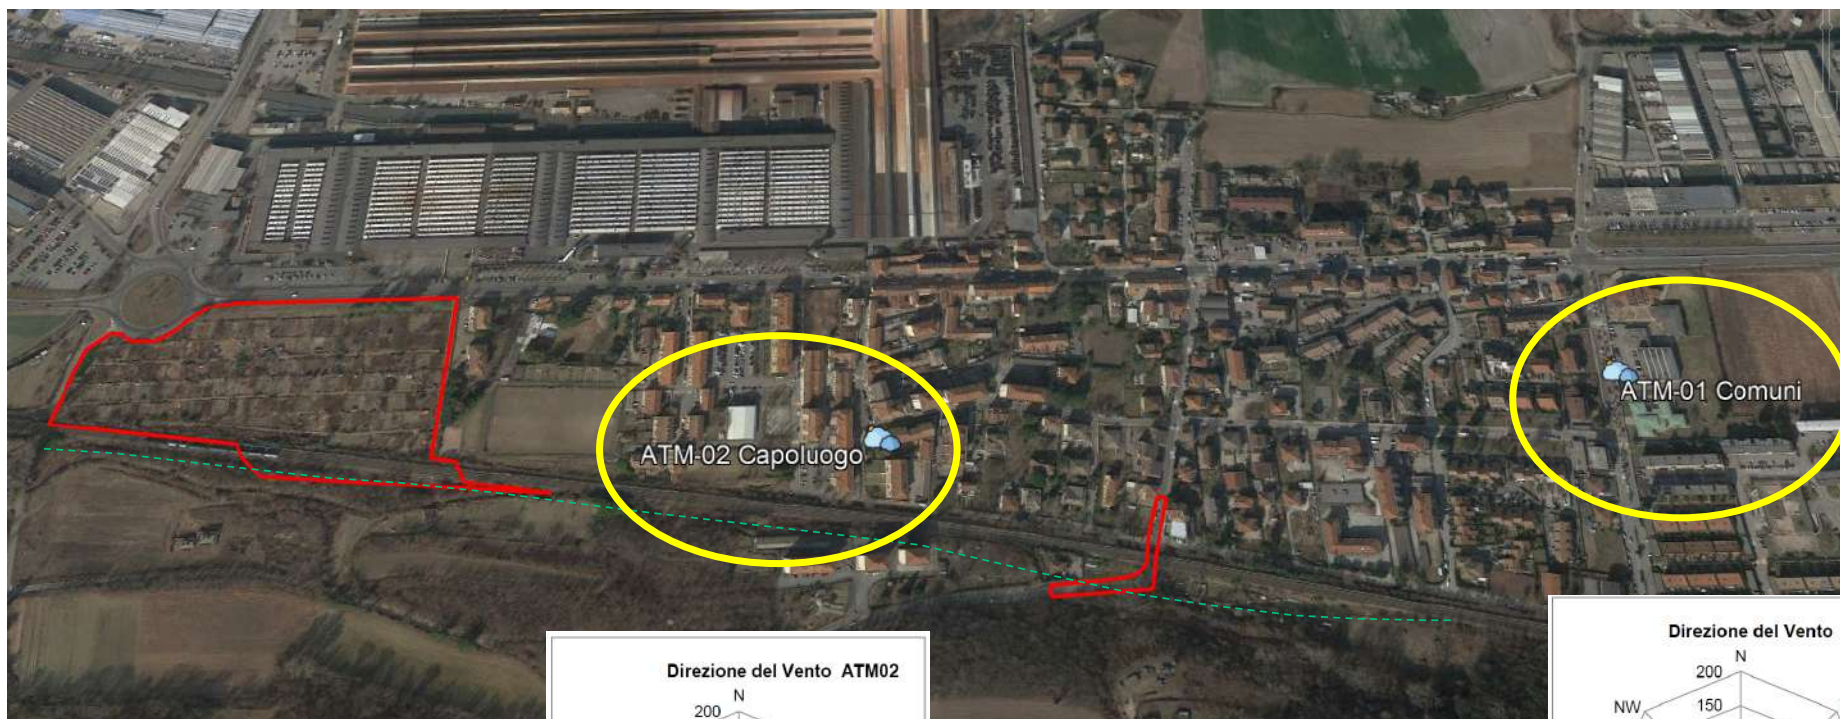 ATM-01 Comuni
ATM-02 Capoluogo
Direzione del Vento ATM02
N
200
Direzione del Vento
N
200
NW
150